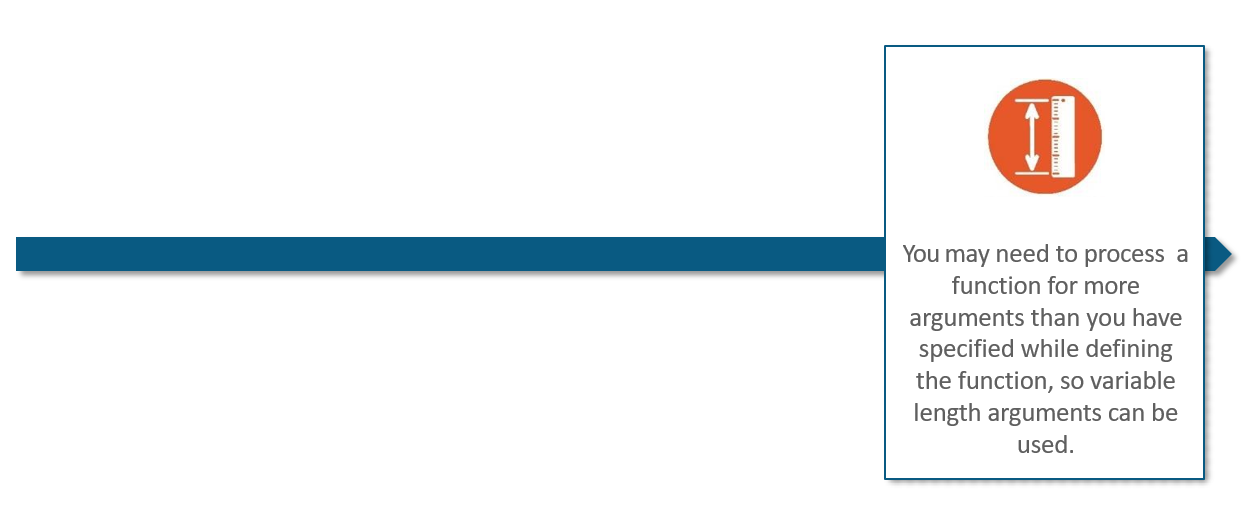 You may need to process  a
function for more
arguments than you have
specified while defining
the function, so variable
length arguments can be
used.